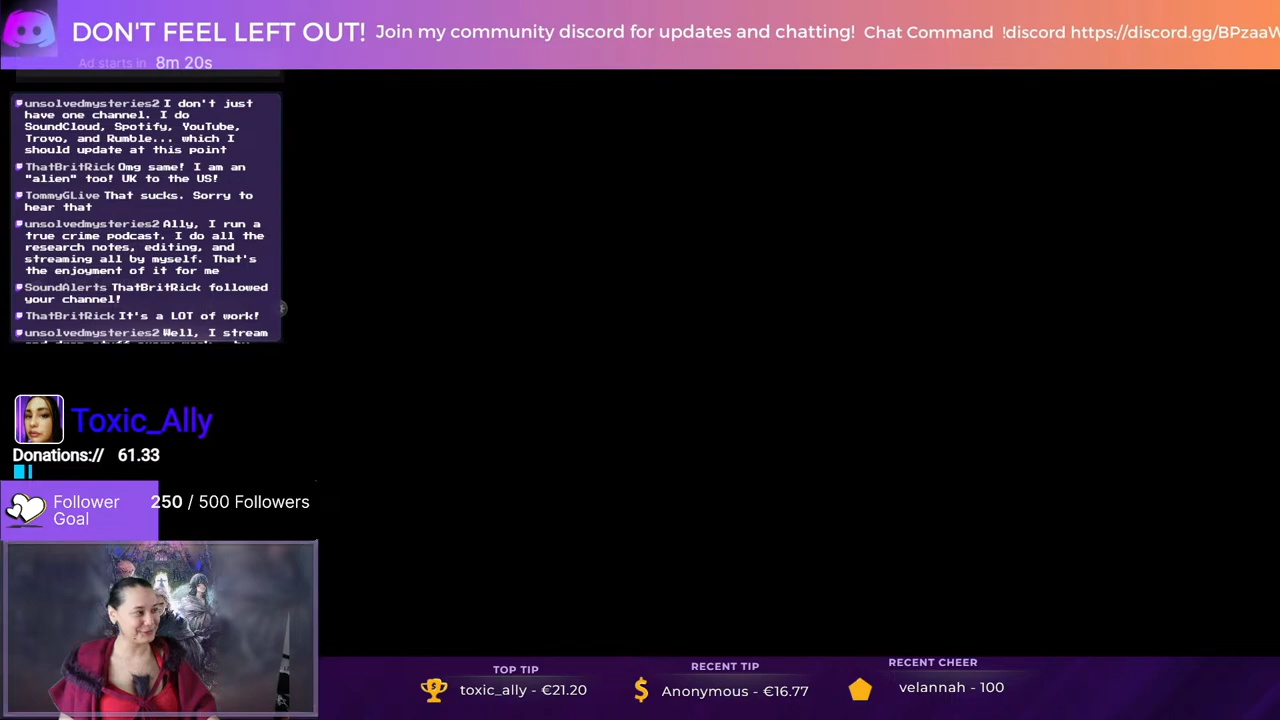 DON'T FEEL LEFT OUT! Join my community discord for updates and chatting! Chat Command !discord https://discord.gg/BPzaaW
Ad starts in 8m 20s
unsolvedmysteries2 I don't just
have one channel. I do
SoundCloud, Spotify, YouTube,
Trovo, and Rumble... which I
should update at this point
ThatBritRick Omg same! I am an
"alien" too! UK to the US!
TommyGLive That sucks. Sorry to
hear that
unsolvedmysteries2 Ally, I run a
true crime podcast. I do all the
research notes, editing, and
streaming all by myself. That's
the enjoyment of it for me
SoundAlerts ThatBritRick followed
your channel!
ThatBritRick It's a LOT of work!
unsolvedmysteries2 Well, I stream
Toxic_Ally
Donations:// 61.33
Follower
Goal
250 / 500 Followers
TOP TIP
toxic_ally - €21.20
RECENT TIP
Anonymous - €16.77
RECENT CHEER
velannah - 100